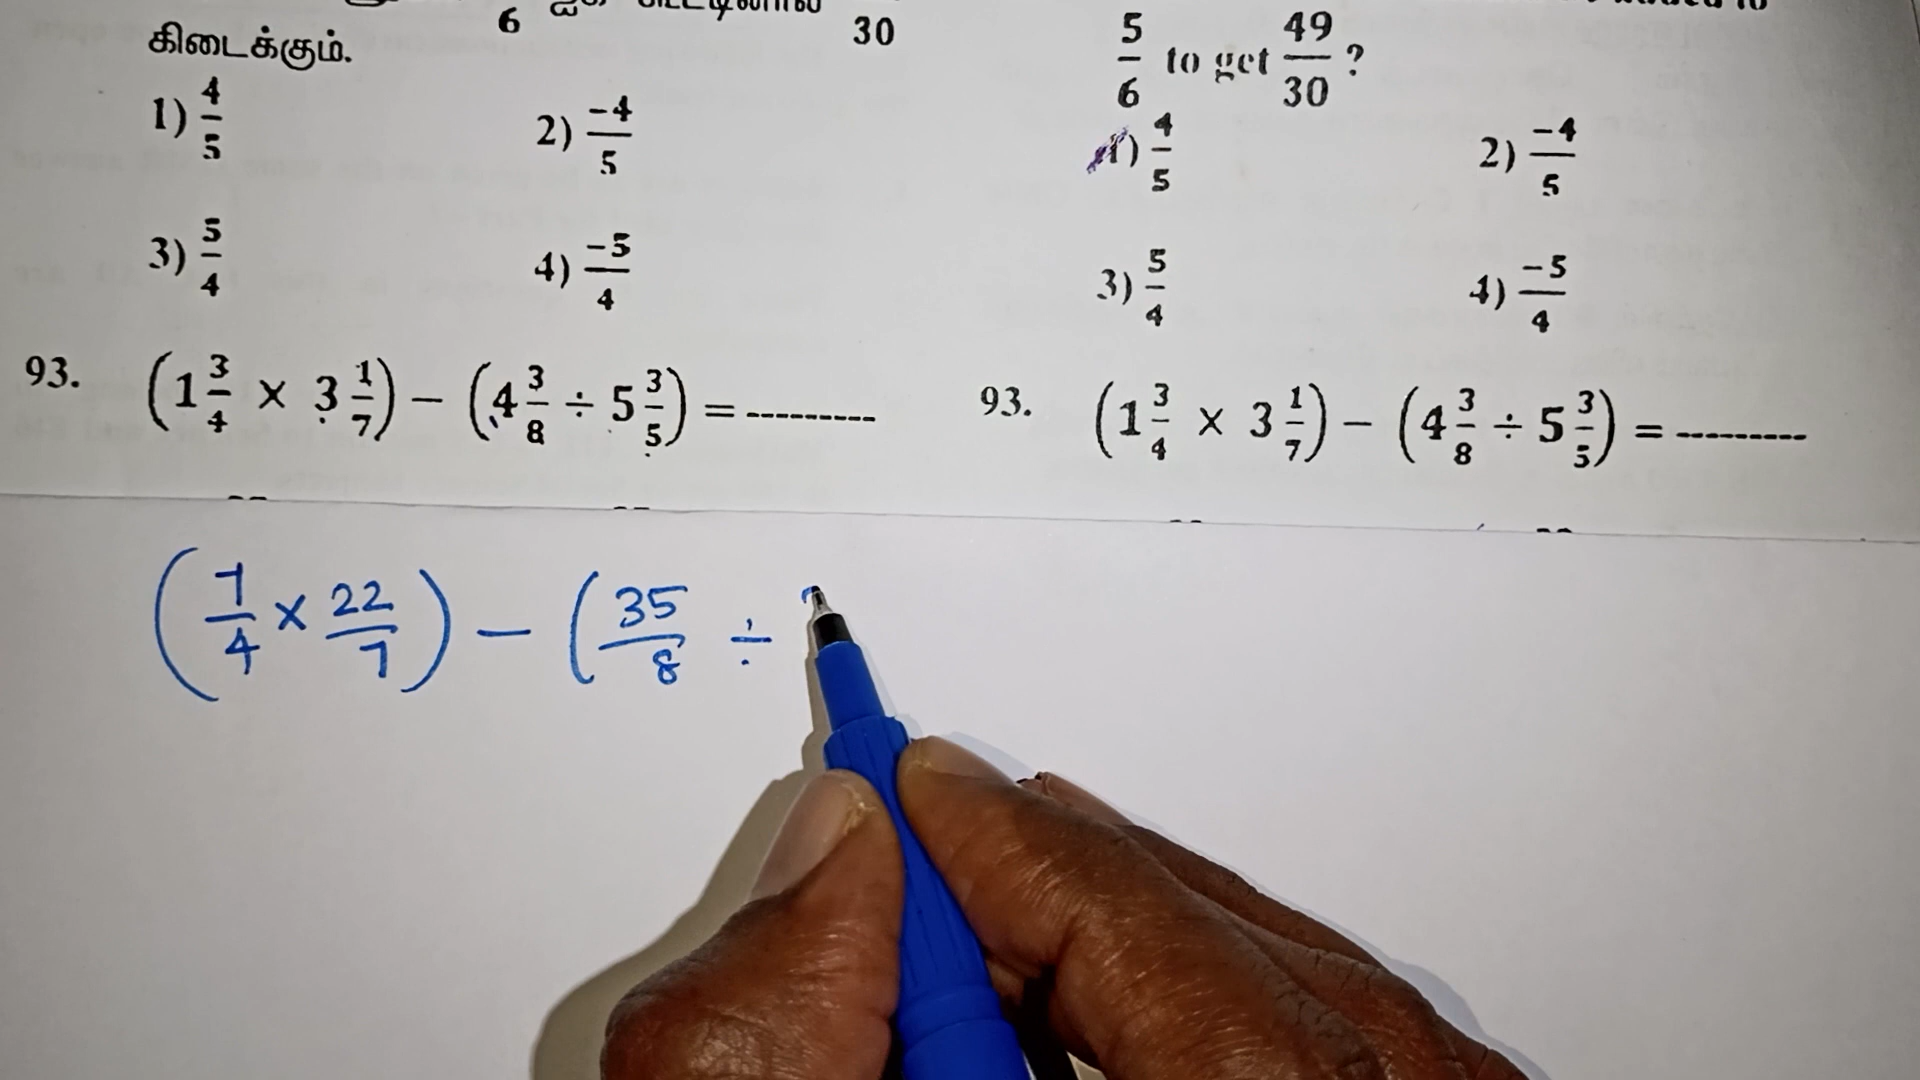 6
30
கிடைக்கும்.
1) 4/5 2) -4/5
3) 5/4 4) -5/4
93. (1 3/4 × 3 1/7) – (4 3/8 ÷ 5 3/5) = ---------
5/6 to get 49/30 ?
1) 4/5 2) -4/5
3) 5/4 4) -5/4
93. (1 3/4 × 3 1/7) – (4 3/8 ÷ 5 3/5) = ---------
(7/4 × 22/7) – (35/8 ÷